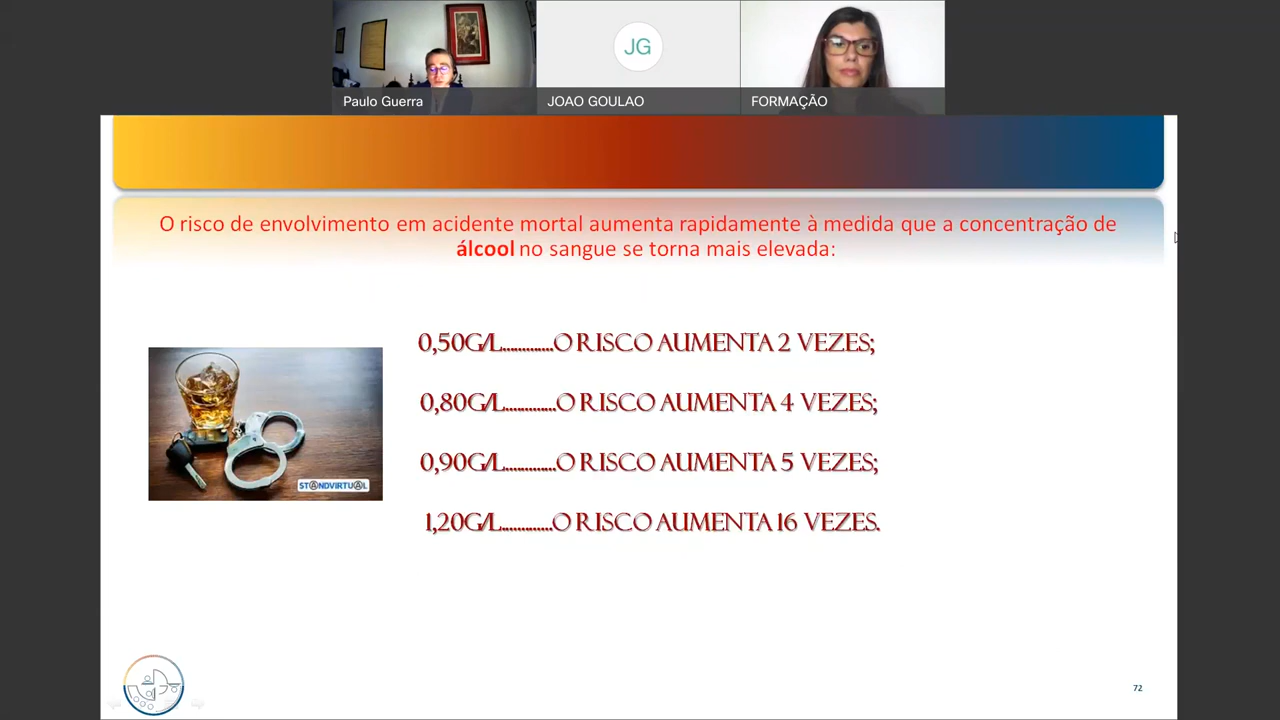 JG
Paulo Guerra
JOAO GOULAO
FORMAÇÃO
O risco de envolvimento em acidente mortal aumenta rapidamente à medida que a concentração de
álcool no sangue se torna mais elevada:
0,50G/L............O RISCO AUMENTA 2 VEZES;
0,80G/L............O RISCO AUMENTA 4 VEZES;
0,90G/L............O RISCO AUMENTA 5 VEZES;
1,20G/L............O RISCO AUMENTA 16 VEZES.
STANDVIRTUAL
72